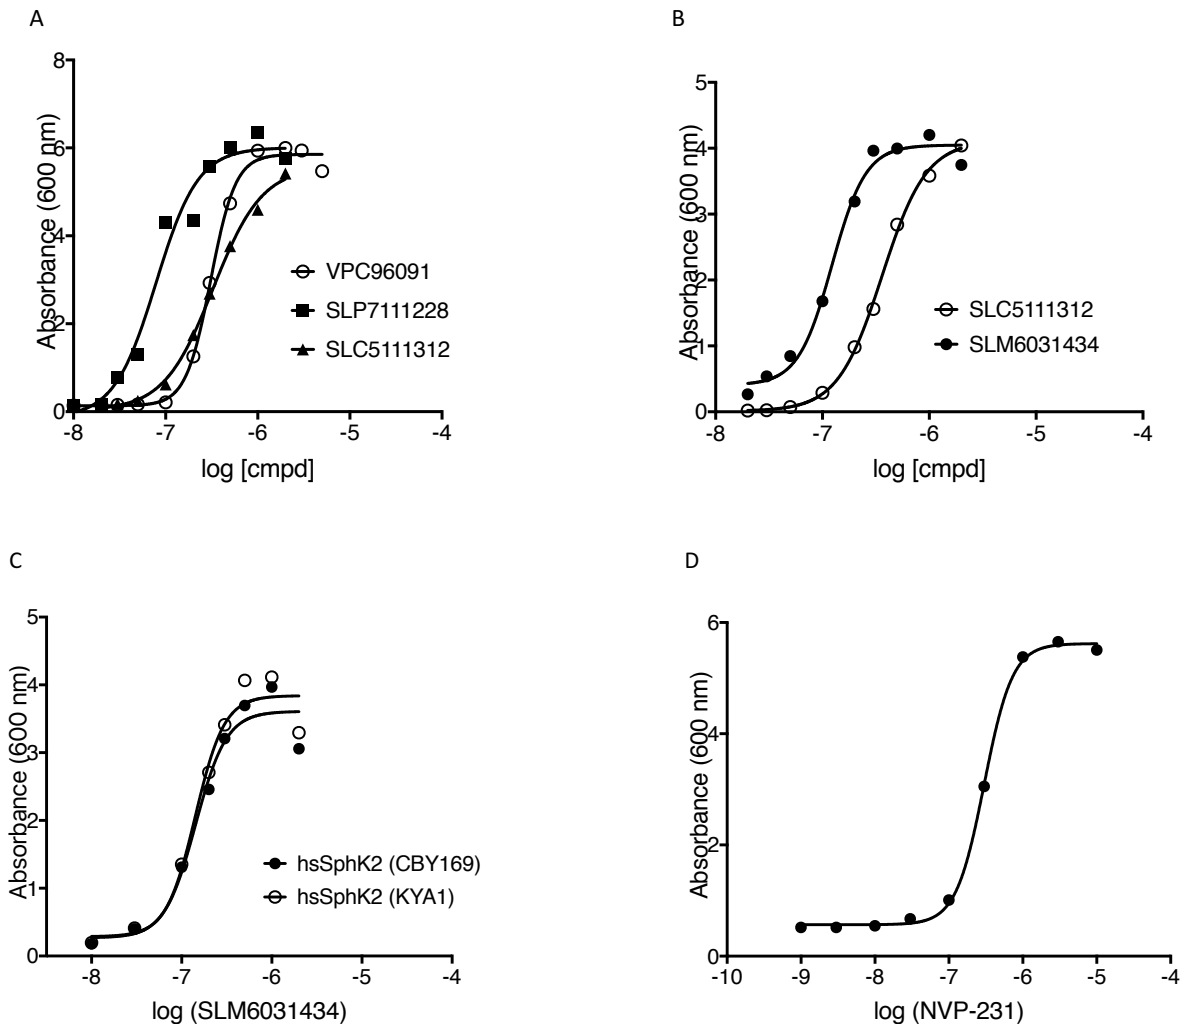 A
Absorbance (600 nm)
8
6
4
2
0
-8 -7 -6 -5 -4
log [cmpd]
VPC96091
SLP7111228
SLC5111312
B
Absorbance (600 nm)
5
4
3
2
1
0
-8 -7 -6 -5 -4
log [cmpd]
SLC5111312
SLM6031434
C
Absorbance (600 nm)
5
4
3
2
1
0
-8 -7 -6 -5 -4
log (SLM6031434)
hsSphK2 (CBY169)
hsSphK2 (KYA1)
D
Absorbance (600 nm)
6
4
2
0
-10 -9 -8 -7 -6 -5 -4
log (NVP-231)